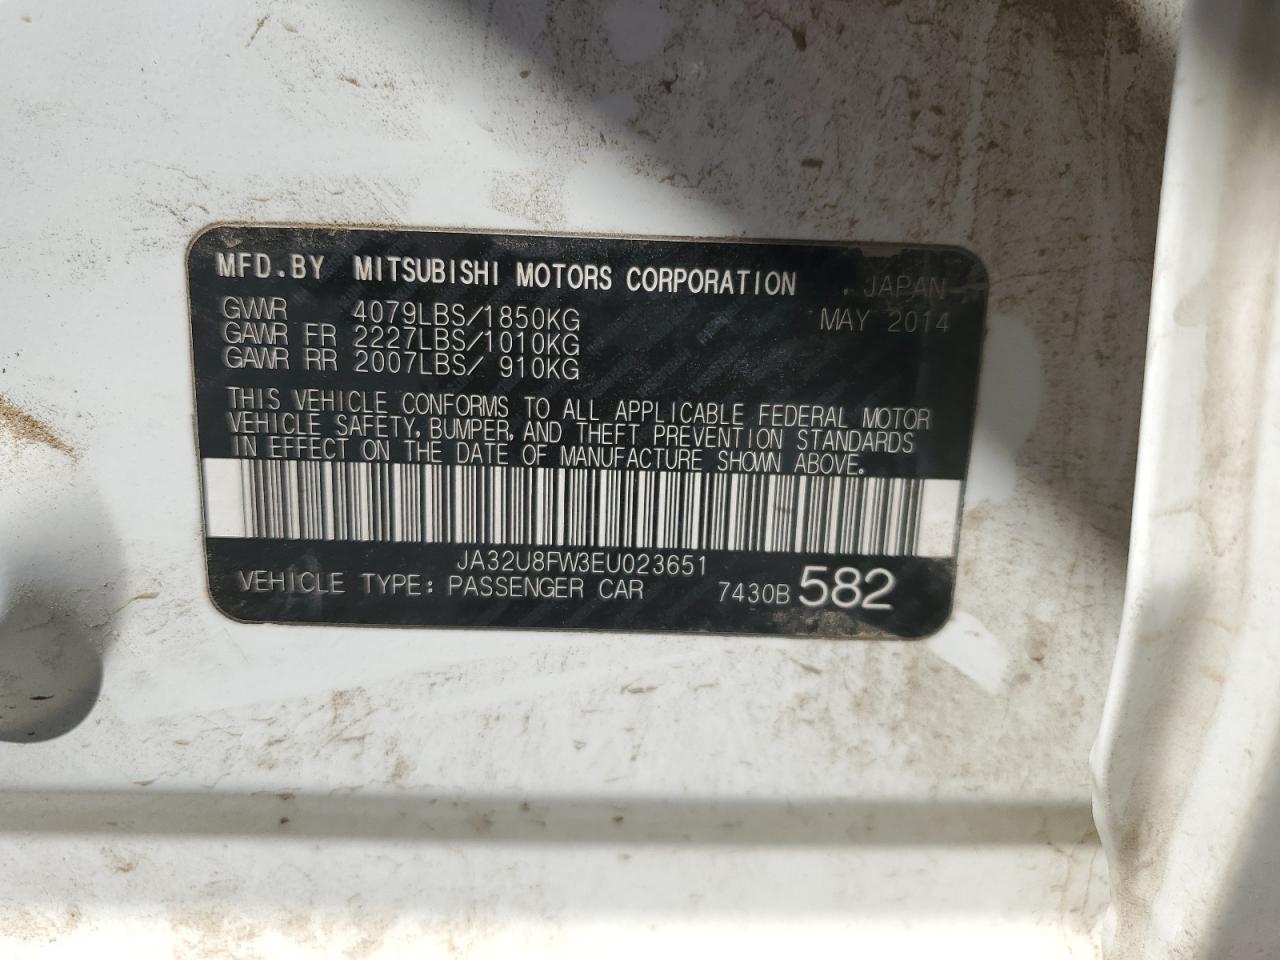 MFD.BY MITSUBISHI MOTORS CORPORATION , JAPAN
GVWR 4079LBS/1850KG MAY 2014
GAWR FR 2227LBS/1010KG
GAWR RR 2007LBS/ 910KG
THIS VEHICLE CONFORMS TO ALL APPLICABLE FEDERAL MOTOR
VEHICLE SAFETY, BUMPER, AND THEFT PREVENTION STANDARDS
IN EFFECT ON THE DATE OF MANUFACTURE SHOWN ABOVE.
JA32U8FW3EU023651
VEHICLE TYPE: PASSENGER CAR 7430B 582